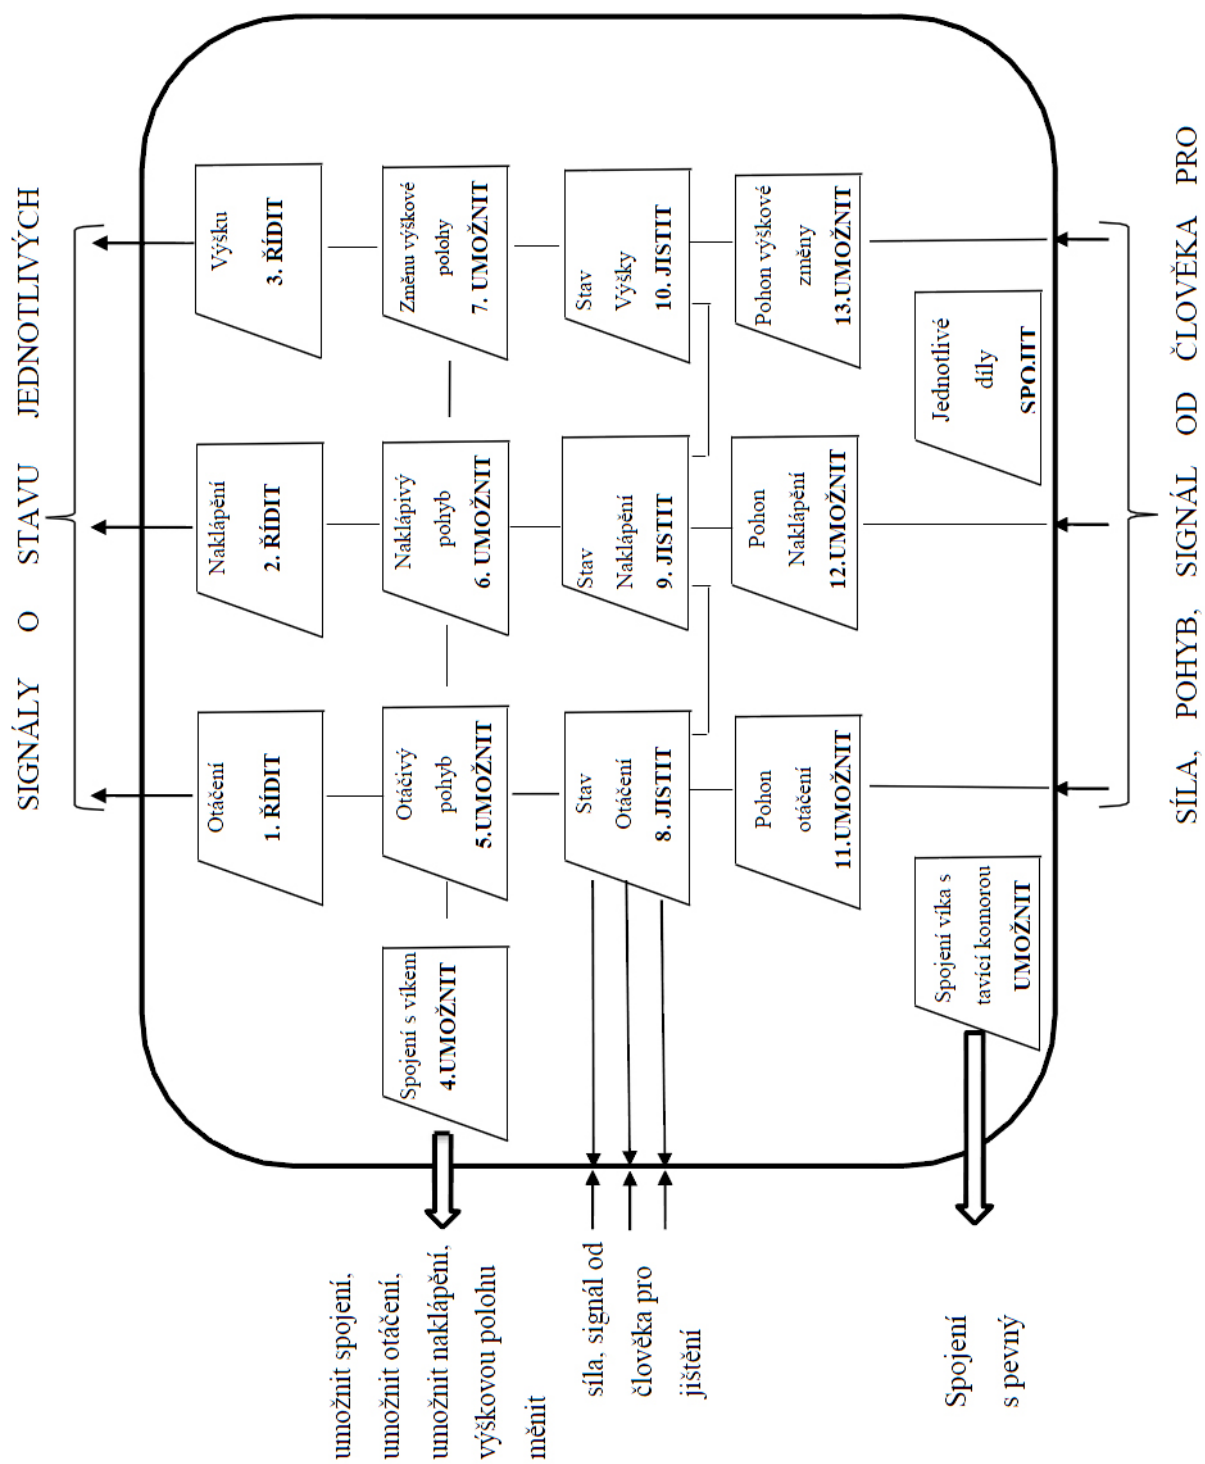 SIGNÁLY O STAVU JEDNOTLIVÝCH
Otáčení
1. ŘÍDIT
Naklápění
2. ŘÍDIT
Výšku
3. ŘÍDIT
umožnit spojení,
umožnit otáčení,
umožnit naklápění,
výškovou polohu
měnit
Spojení s víkem
4.UMOŽNIT
Otáčivý
pohyb
5.UMOŽNIT
Naklápivý
pohyb
6. UMOŽNIT
Změnu výškové
polohy
7. UMOŽNIT
síla, signál od
člověka pro
jištění
Stav
Otáčení
8. JISTIT
Stav
Naklápění
9. JISTIT
Stav
Výšky
10. JISTIT
Pohon
otáčení
11.UMOŽNIT
Pohon
Naklápění
12.UMOŽNIT
Pohon výškové
změny
13.UMOŽNIT
Spojení
s pevný
Spojení víka s
tavící komorou
UMOŽNIT
Jednotlivé
díly
SPOJIT
SÍLA, POHYB, SIGNÁL OD ČLOVĚKA PRO